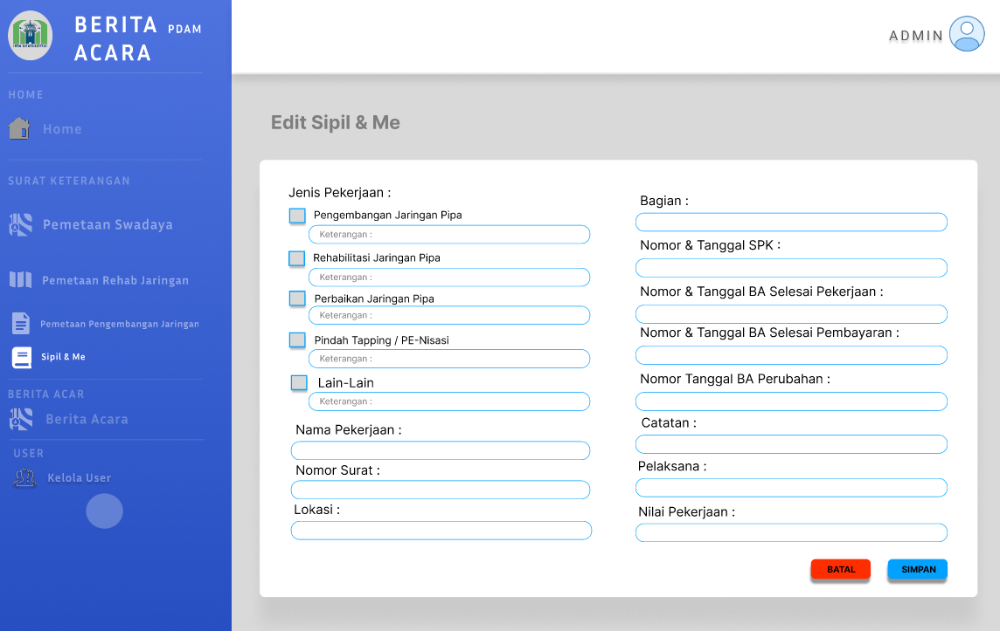 BERITA PDAM
ACARA
ADMIN
HOME
Home
SURAT KETERANGAN
Pemetaan Swadaya
Pemetaan Rehab Jaringan
Pemetaan Pengembangan Jaringan
Sipil & Me
BERITA ACAR
Berita Acara
USER
Kelola User
Edit Sipil & Me
Jenis Pekerjaan :
Pengembangan Jaringan Pipa
Keterangan :
Rehabilitasi Jaringan Pipa
Keterangan :
Perbaikan Jaringan Pipa
Keterangan :
Pindah Tapping / PE-Nisasi
Keterangan :
Lain-Lain
Keterangan :
Nama Pekerjaan :
Nomor Surat :
Lokasi :
Bagian :
Nomor & Tanggal SPK :
Nomor & Tanggal BA Selesai Pekerjaan :
Nomor & Tanggal BA Selesai Pembayaran :
Nomor Tanggal BA Perubahan :
Catatan :
Pelaksana :
Nilai Pekerjaan :
BATAL
SIMPAN